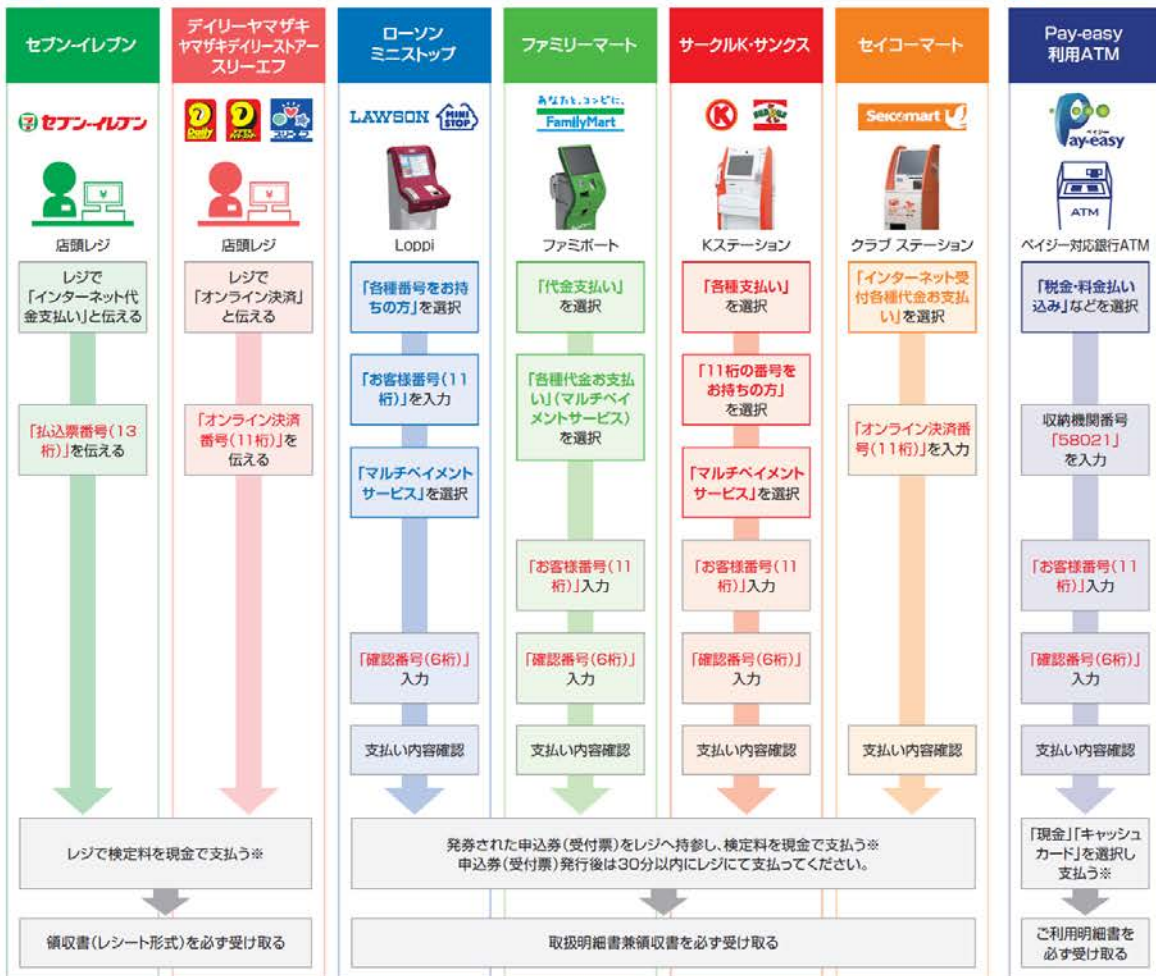 セブン-イレブン
デイリーヤマザキ
ヤマザキデイリーストアー
スリーエフ
ローソン
ミニストップ
ファミリーマート
サークルK・サンクス
セイコーマート
Pay-easy
利用ATM
セブン-イレブン
Daily
LAWSON
MINI
STOP
あなたと、コンビに、
FamilyMart
K
Seicomart
ペイジー
Pay-easy
¥
¥
ATM
店頭レジ
店頭レジ
Loppi
ファミポート
Kステーション
クラブ ステーション
ペイジー対応銀行ATM
レジで
「インターネット代
金支払い」と伝える
「払込票番号(13
桁)」を伝える
レジで
「オンライン決済」
と伝える
「オンライン決済
番号(11桁)」を
伝える
「各種番号をお持
ちの方」を選択
「お客様番号(11
桁)」を入力
「マルチペイメント
サービス」を選択
「確認番号(6桁)」
入力
支払い内容確認
「代金支払い」
を選択
「各種代金お支払
い」(マルチペイ
メントサービス)
を選択
「お客様番号(11
桁)」入力
「確認番号(6桁)」
入力
支払い内容確認
「各種支払い」
を選択
「11桁の番号を
お持ちの方」
を選択
「マルチペイメント
サービス」を選択
「お客様番号(11
桁)」入力
「確認番号(6桁)」
入力
支払い内容確認
「インターネット受
付各種代金お支払
い」を選択
「オンライン決済番
号(11桁)」を入力
支払い内容確認
「税金・料金払い
込み」などを選択
収納機関番号
「58021」
を入力
「お客様番号(11
桁)」入力
「確認番号(6桁)」
入力
支払い内容確認
レジで検定料を現金で支払う※
発券された申込券(受付票)をレジへ持参し、検定料を現金で支払う※
申込券(受付票)発行後は30分以内にレジにて支払ってください。
「現金」「キャッシュ
カード」を選択し
支払う※
領収書(レシート形式)を必ず受け取る
取扱明細書兼領収書を必ず受け取る
ご利用明細書を
必ず受け取る